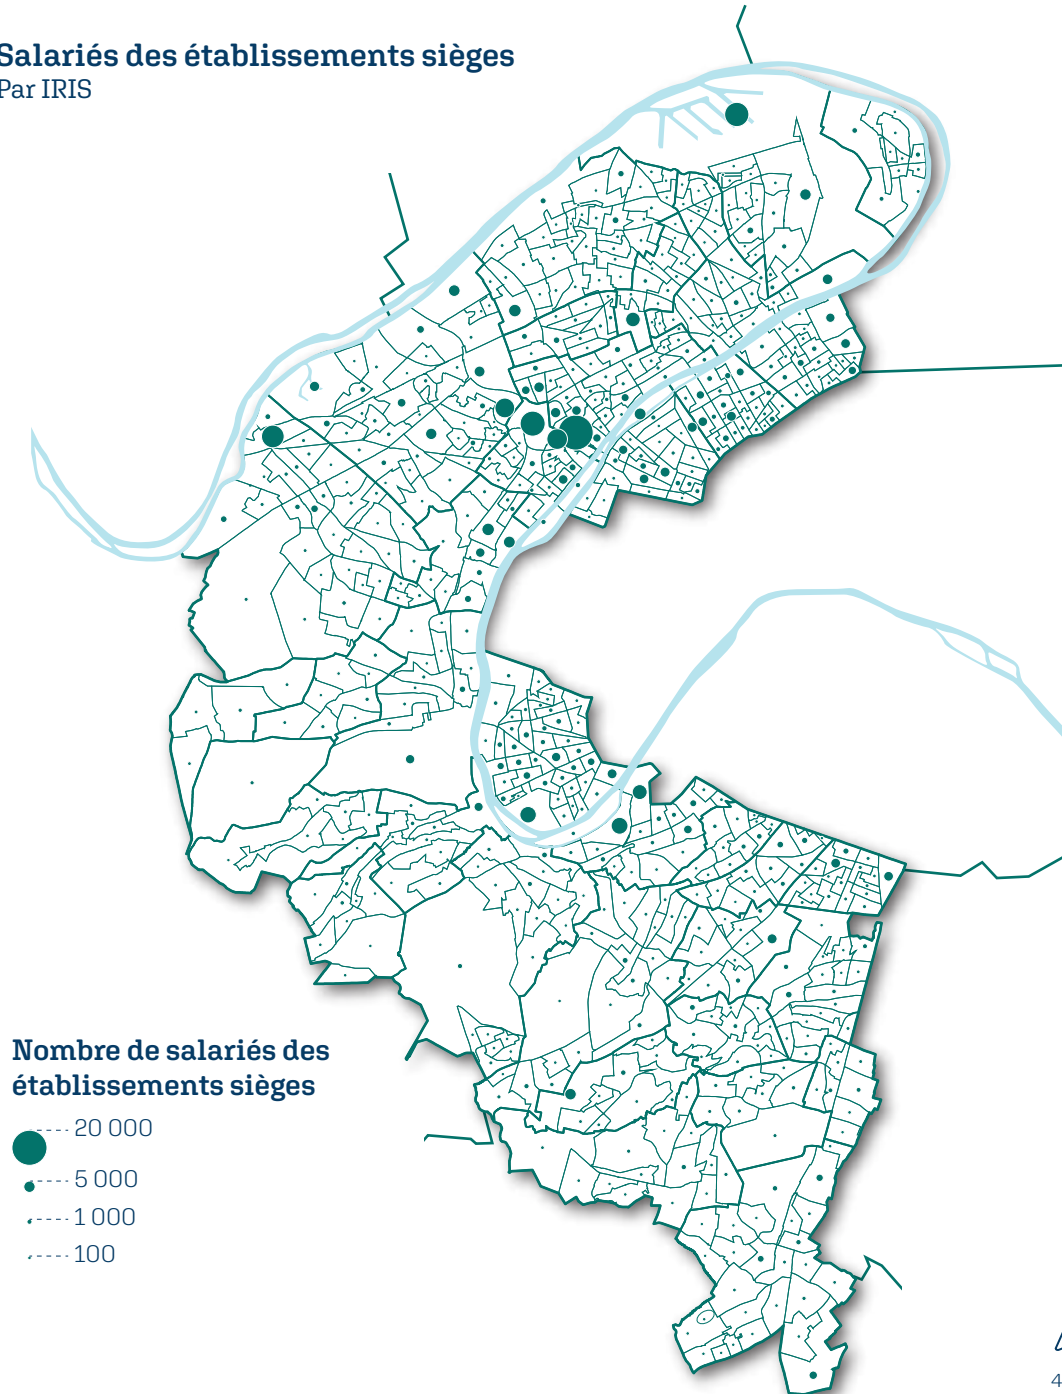 Salariés des établissements sièges
Par IRIS
Nombre de salariés des
établissements sièges
20 000
5 000
1 000
100
4